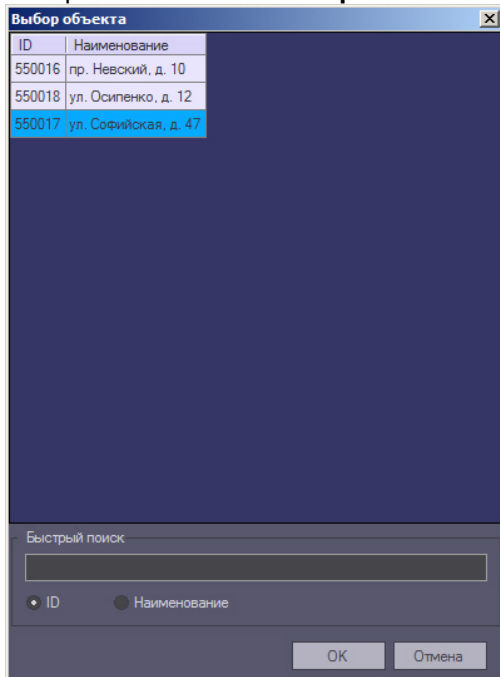 Выбор объекта
ID Наименование
550016 пр. Невский, д. 10
550018 ул. Осипенко, д. 12
550017 ул. Софийская, д. 47
Быстрый поиск
ID Наименование
OK Отмена